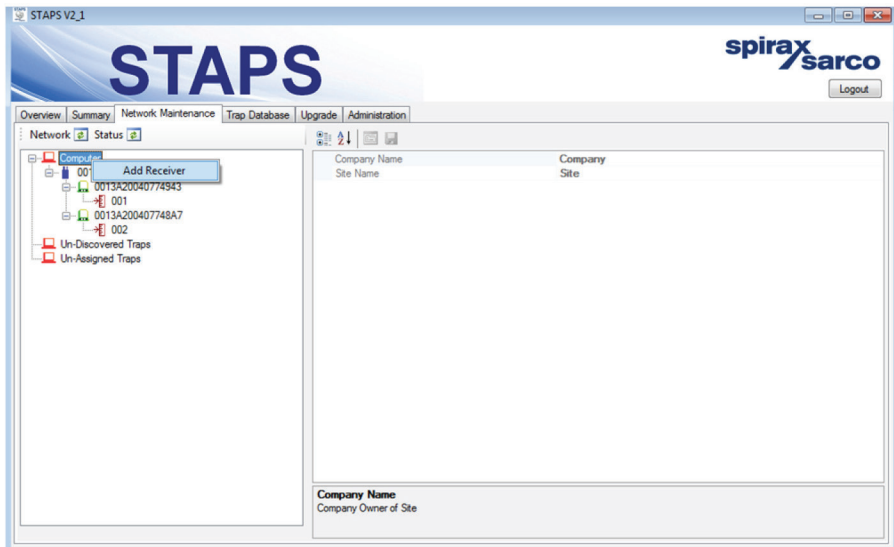 STAPS V2_1
STAPS
spirax
sarco
Logout
Overview Summary Network Maintenance Trap Database Upgrade Administration
Network Status
Computer
Add Receiver
001
0013A20040774943
001
0013A200407748A7
002
Un-Discovered Traps
Un-Assigned Traps
Company Name Company
Site Name Site
Company Name
Company Owner of Site